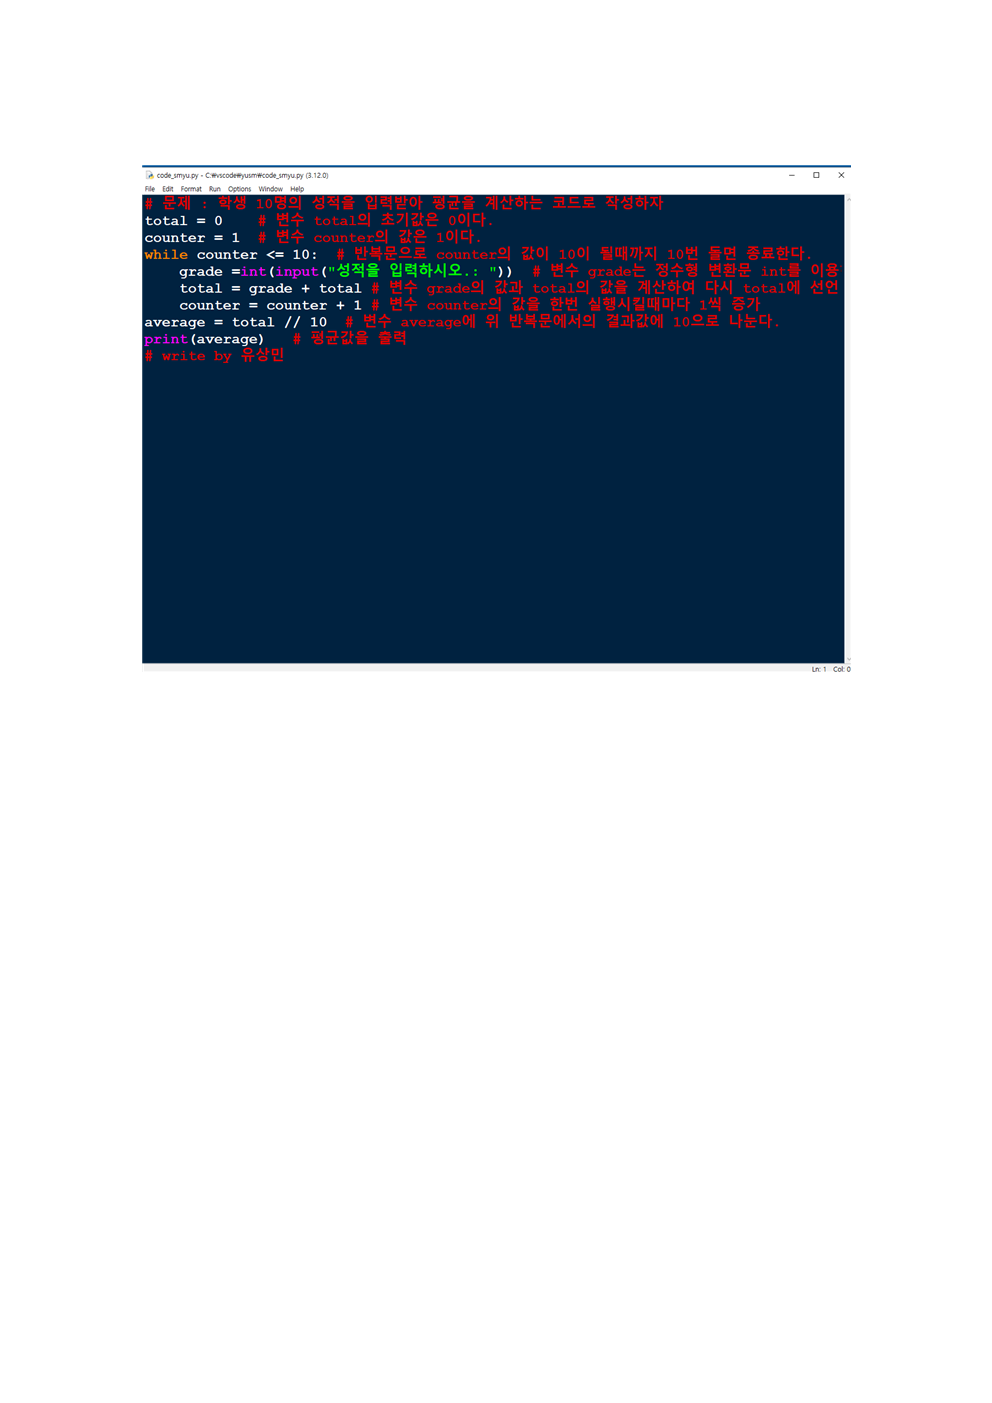 code_smyu.py - C:₩vscode₩yusm₩code_smyu.py (3.12.0)
File Edit Format Run Options Window Help
# 문제 : 학생 10명의 성적을 입력받아 평균을 계산하는 코드로 작성하자
total = 0    # 변수 total의 초기값은 0이다.
counter = 1  # 변수 counter의 값은 1이다.
while counter <= 10:  # 반복문으로 counter의 값이 10이 될때까지 10번 돌면 종료한다.
    grade =int(input("성적을 입력하시오.: "))  # 변수 grade는 정수형 변환문 int를 이용
    total = grade + total # 변수 grade의 값과 total의 값을 계산하여 다시 total에 선언
    counter = counter + 1 # 변수 counter의 값을 한번 실행시킬때마다 1씩 증가
average = total // 10  # 변수 average에 위 반복문에서의 결과값에 10으로 나눈다.
print(average)   # 평균값을 출력
# write by 유상민
Ln: 1 Col: 0